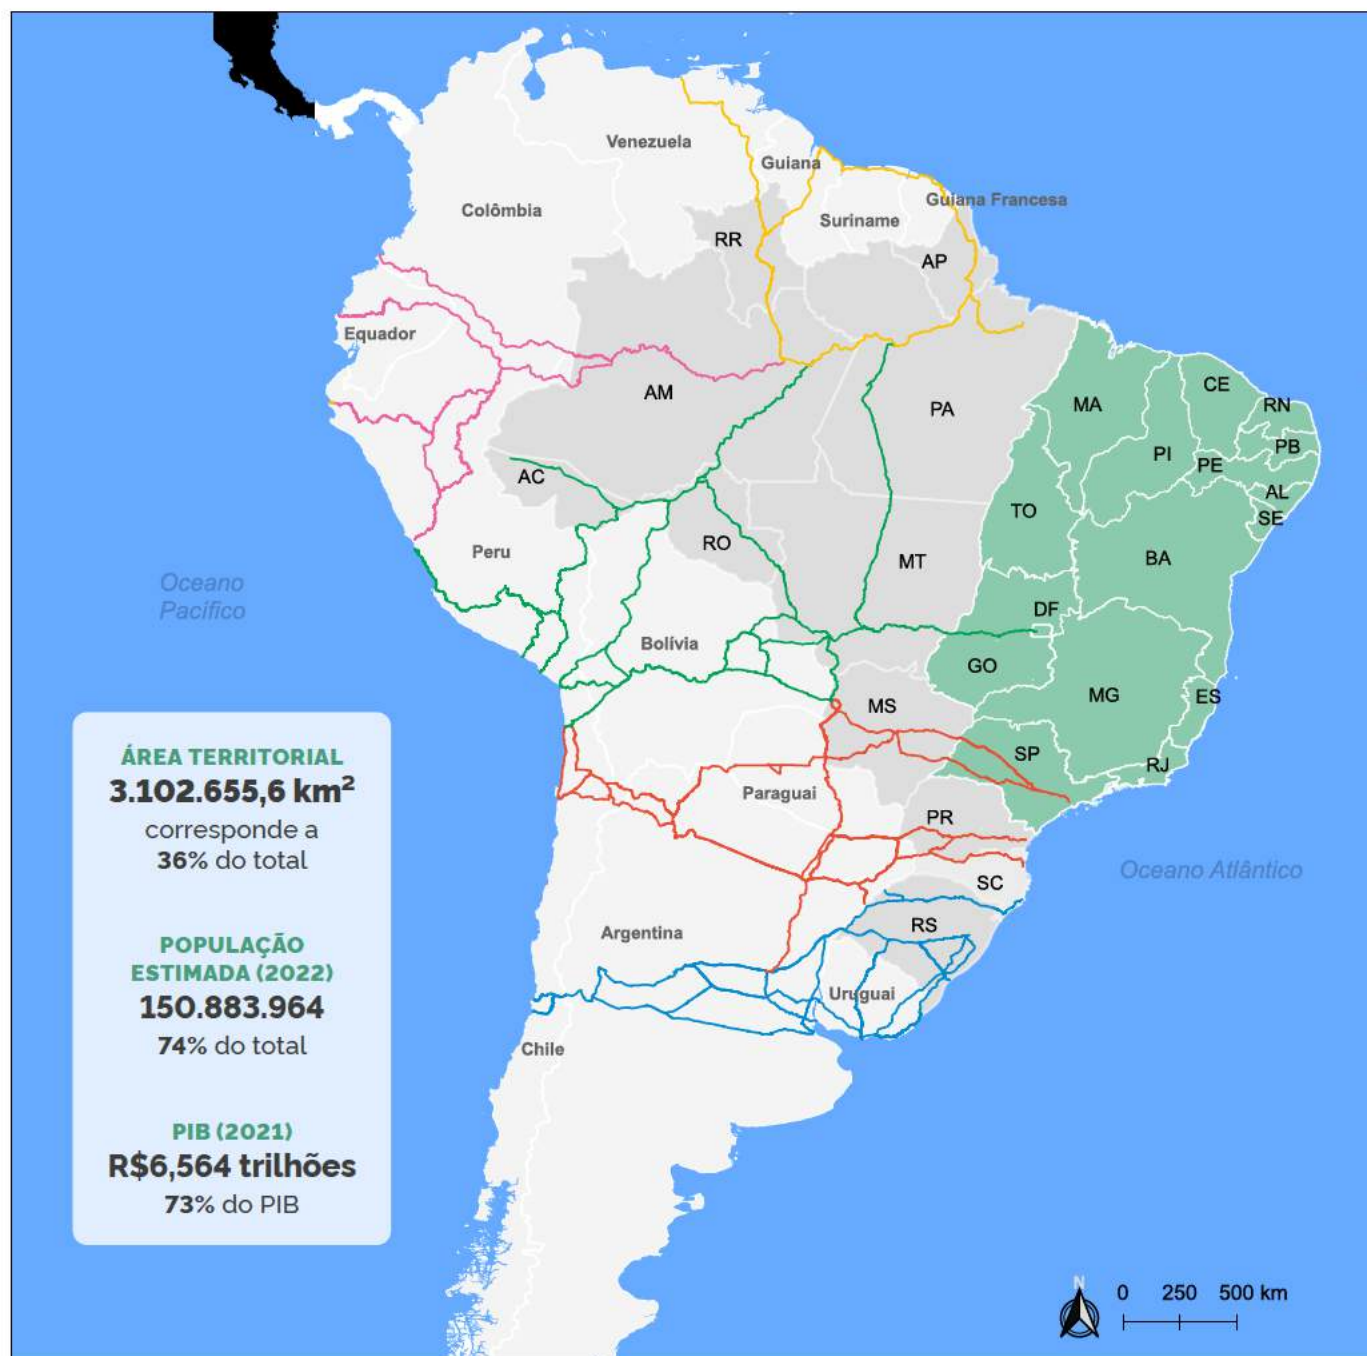 Venezuela
Guiana
Guiana Francesa
Colômbia
Suriname
RR
AP
Equador
AM
PA
MA
CE
RN
PI
PB
PE
AC
AL
TO
SE
Peru
RO
MT
BA
Oceano
Pacífico
DF
Bolívia
GO
MG
ES
MS
SP
RJ
Paraguai
PR
Oceano Atlântico
SC
Argentina
RS
Uruguai
Chile
ÁREA TERRITORIAL
3.102.655,6 km²
corresponde a
36% do total
POPULAÇÃO
ESTIMADA (2022)
150.883.964
74% do total
PIB (2021)
R$6,564 trilhões
73% do PIB
N
0 250 500 km